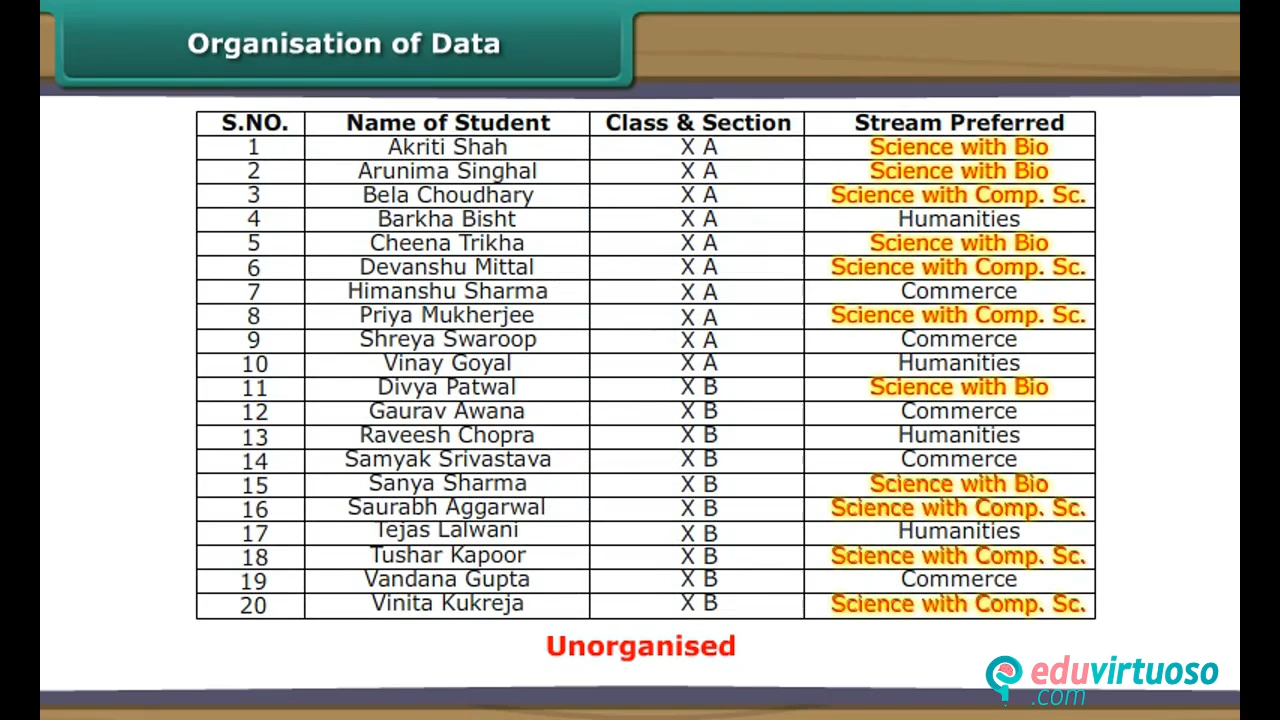 Organisation of Data
S.NO. Name of Student Class & Section Stream Preferred
1 Akriti Shah X A Science with Bio
2 Arunima Singhal X A Science with Bio
3 Bela Choudhary X A Science with Comp. Sc.
4 Barkha Bisht X A Humanities
5 Cheena Trikha X A Science with Bio
6 Devanshu Mittal X A Science with Comp. Sc.
7 Himanshu Sharma X A Commerce
8 Priya Mukherjee X A Science with Comp. Sc.
9 Shreya Swaroop X A Commerce
10 Vinay Goyal X A Humanities
11 Divya Patwal X B Science with Bio
12 Gaurav Awana X B Commerce
13 Raveesh Chopra X B Humanities
14 Samyak Srivastava X B Commerce
15 Sanya Sharma X B Science with Bio
16 Saurabh Aggarwal X B Science with Comp. Sc.
17 Tejas Lalwani X B Humanities
18 Tushar Kapoor X B Science with Comp. Sc.
19 Vandana Gupta X B Commerce
20 Vinita Kukreja X B Science with Comp. Sc.
Unorganised
eduvirtuoso
.com